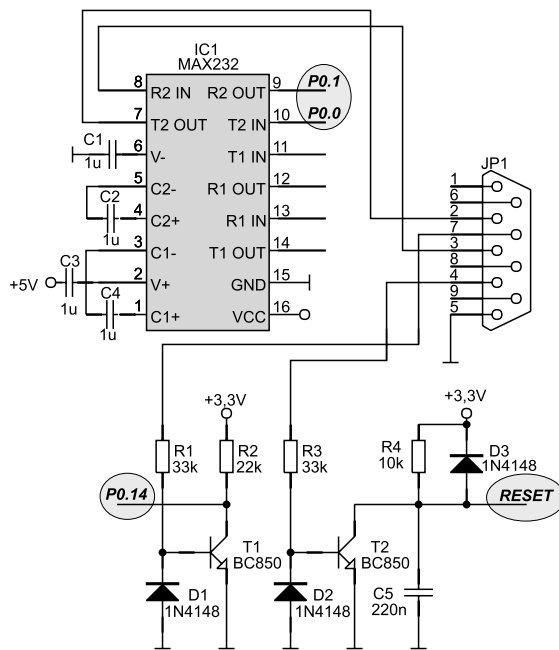 IC1
MAX232
8 R2 IN R2 OUT 9 P0.1
7 T2 OUT T2 IN 10 P0.0
6 V- T1 IN 11
5 C2- R1 OUT 12
4 C2+ R1 IN 13
3 C1- T1 OUT 14
2 V+ GND 15
1 C1+ VCC 16
C1
1u
C2
1u
C3
1u
+5V
C4
1u
JP1
1
6
2
7
3
8
4
9
5
+3,3V
+3,3V
R1
33k
R2
22k
R3
33k
R4
10k
D3
1N4148
P0.14
RESET
T1
BC850
T2
BC850
D1
1N4148
D2
1N4148
C5
220n